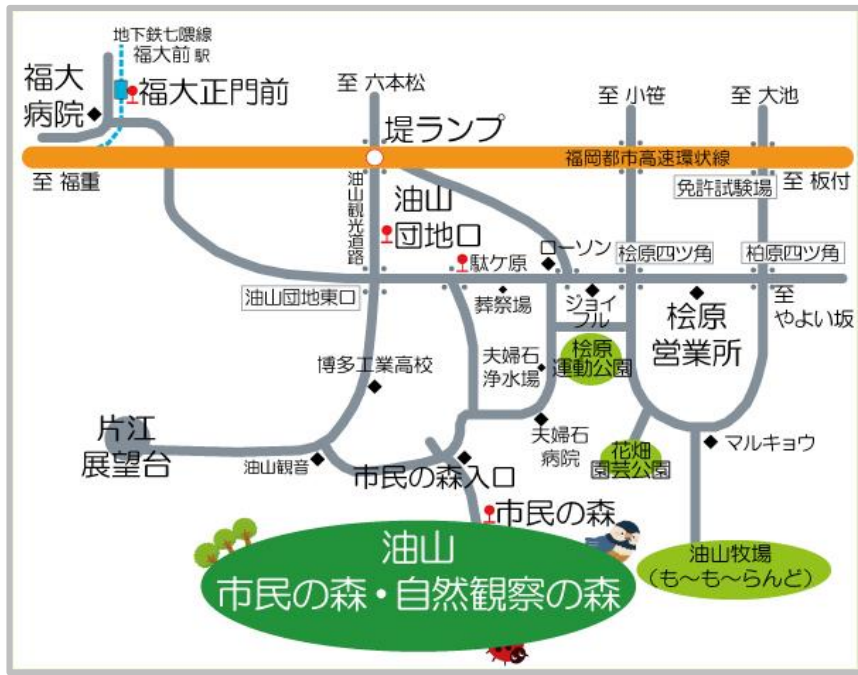 地下鉄七隈線
福大前駅
福大
病院
福大正門前
至 六本松
至 小笹
至 大池
堤ランプ
福岡都市高速環状線
至 福重
免許試験場
至 板付
油山観光道路
油山
団地口
駄ケ原
ローソン
桧原四ツ角
柏原四ツ角
油山団地東口
葬祭場
ジョイ
フル
桧原
営業所
至
やよい坂
博多工業高校
夫婦石
浄水場
桧原
運動公園
片江
展望台
油山観音
市民の森入口
夫婦石
病院
花畑
園芸公園
マルキョウ
市民の森
油山
市民の森・自然観察の森
油山牧場
(も~も~らんど)